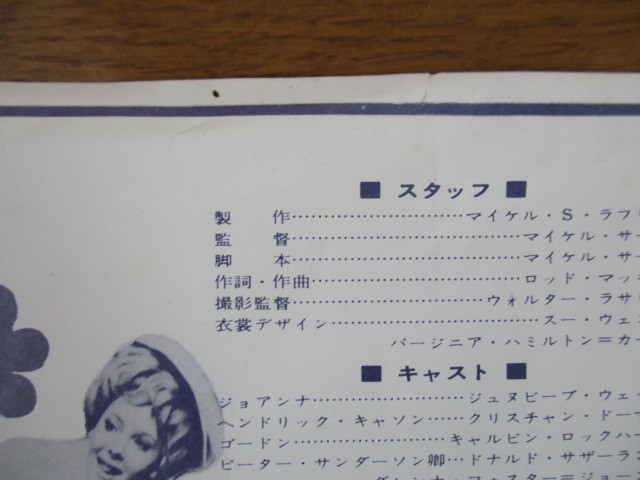 ■ スタッフ ■
製　作……………………マイケル・S・ラフ
監　督……………………マイケル・サー
脚　本……………………マイケル・サー
作詞・作曲……………………ロッド・マッ
撮影監督……………………ウォルター・ラサ
衣裳デザイン……………………スー・ウェ
バージニア・ハミルトン＝カー
■ キャスト ■
ジョアンナ……………………ジュヌビーブ・ウェイ
ヘンドリック・キャソン……クリスチャン・ドー
ゴードン……………………キャルビン・ロックハ
ピーター・サンダーソン卿…ドナルド・サザーラン